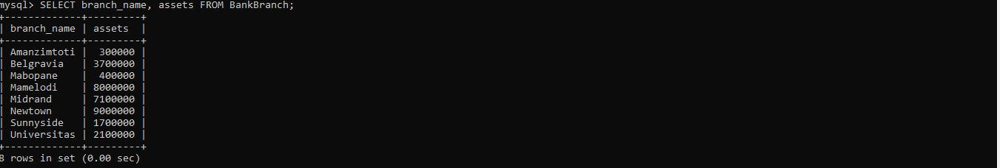 mysql> SELECT branch_name, assets FROM BankBranch;
+-------------+---------+
| branch_name | assets  |
+-------------+---------+
| Amanzimtoti |  300000 |
| Belgravia   | 3700000 |
| Mabopane    |  400000 |
| Mamelodi    | 8000000 |
| Midrand     | 7100000 |
| Newtown     | 9000000 |
| Sunnyside   | 1700000 |
| Universitas | 2100000 |
+-------------+---------+
8 rows in set (0.00 sec)